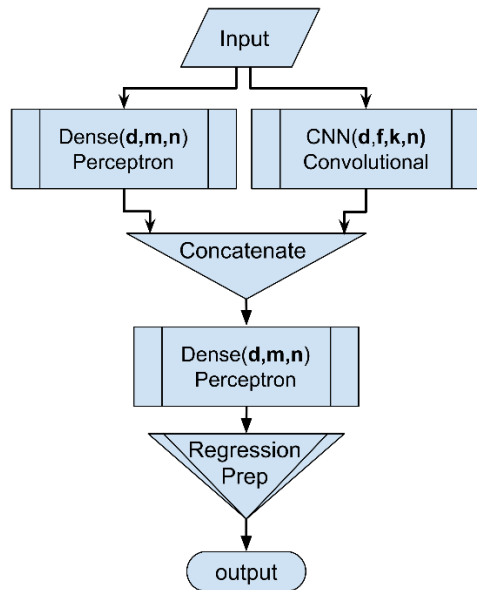 Input
Dense(d,m,n)
Perceptron
CNN(d,f,k,n)
Convolutional
Concatenate
Dense(d,m,n)
Perceptron
Regression
Prep
output